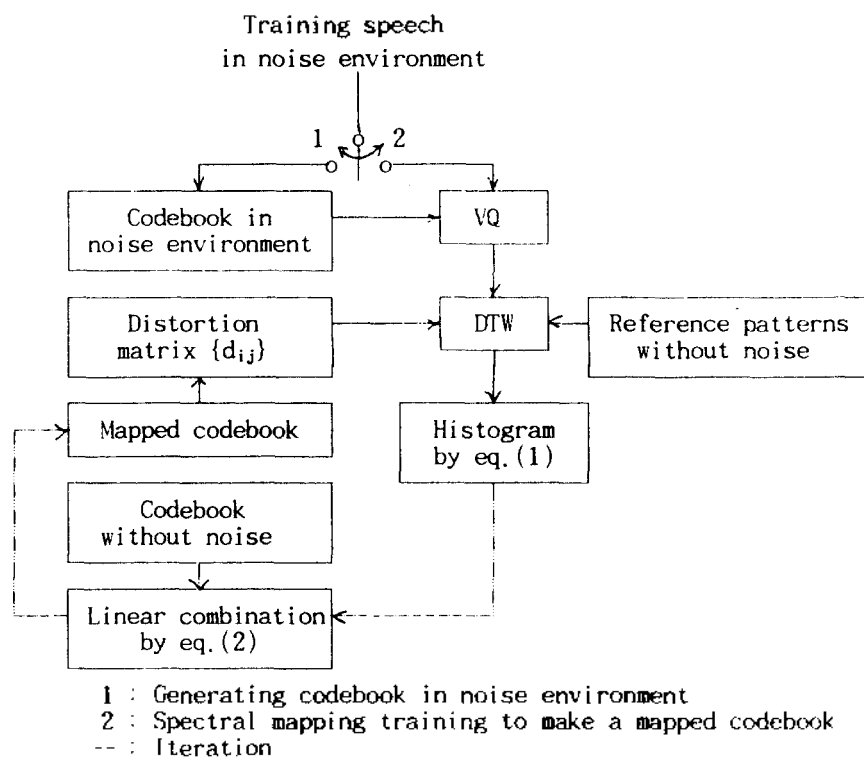 Training speech
in noise environment
1
2
Codebook in
noise environment
VQ
Distortion
matrix {d_ij}
DTW
Reference patterns
without noise
Mapped codebook
Histogram
by eq.(1)
Codebook
without noise
Linear combination
by eq.(2)
1 : Generating codebook in noise environment
2 : Spectral mapping training to make a mapped codebook
-- : Iteration